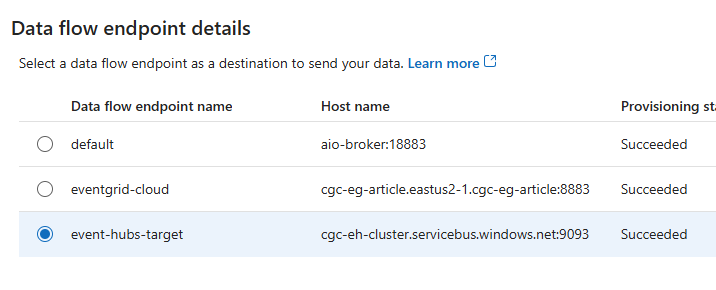 Data flow endpoint details
Select a data flow endpoint as a destination to send your data. Learn more
Data flow endpoint name Host name Provisioning sta
default aio-broker:18883 Succeeded
eventgrid-cloud cgc-eg-article.eastus2-1.cgc-eg-article:8883 Succeeded
event-hubs-target cgc-eh-cluster.servicebus.windows.net:9093 Succeeded